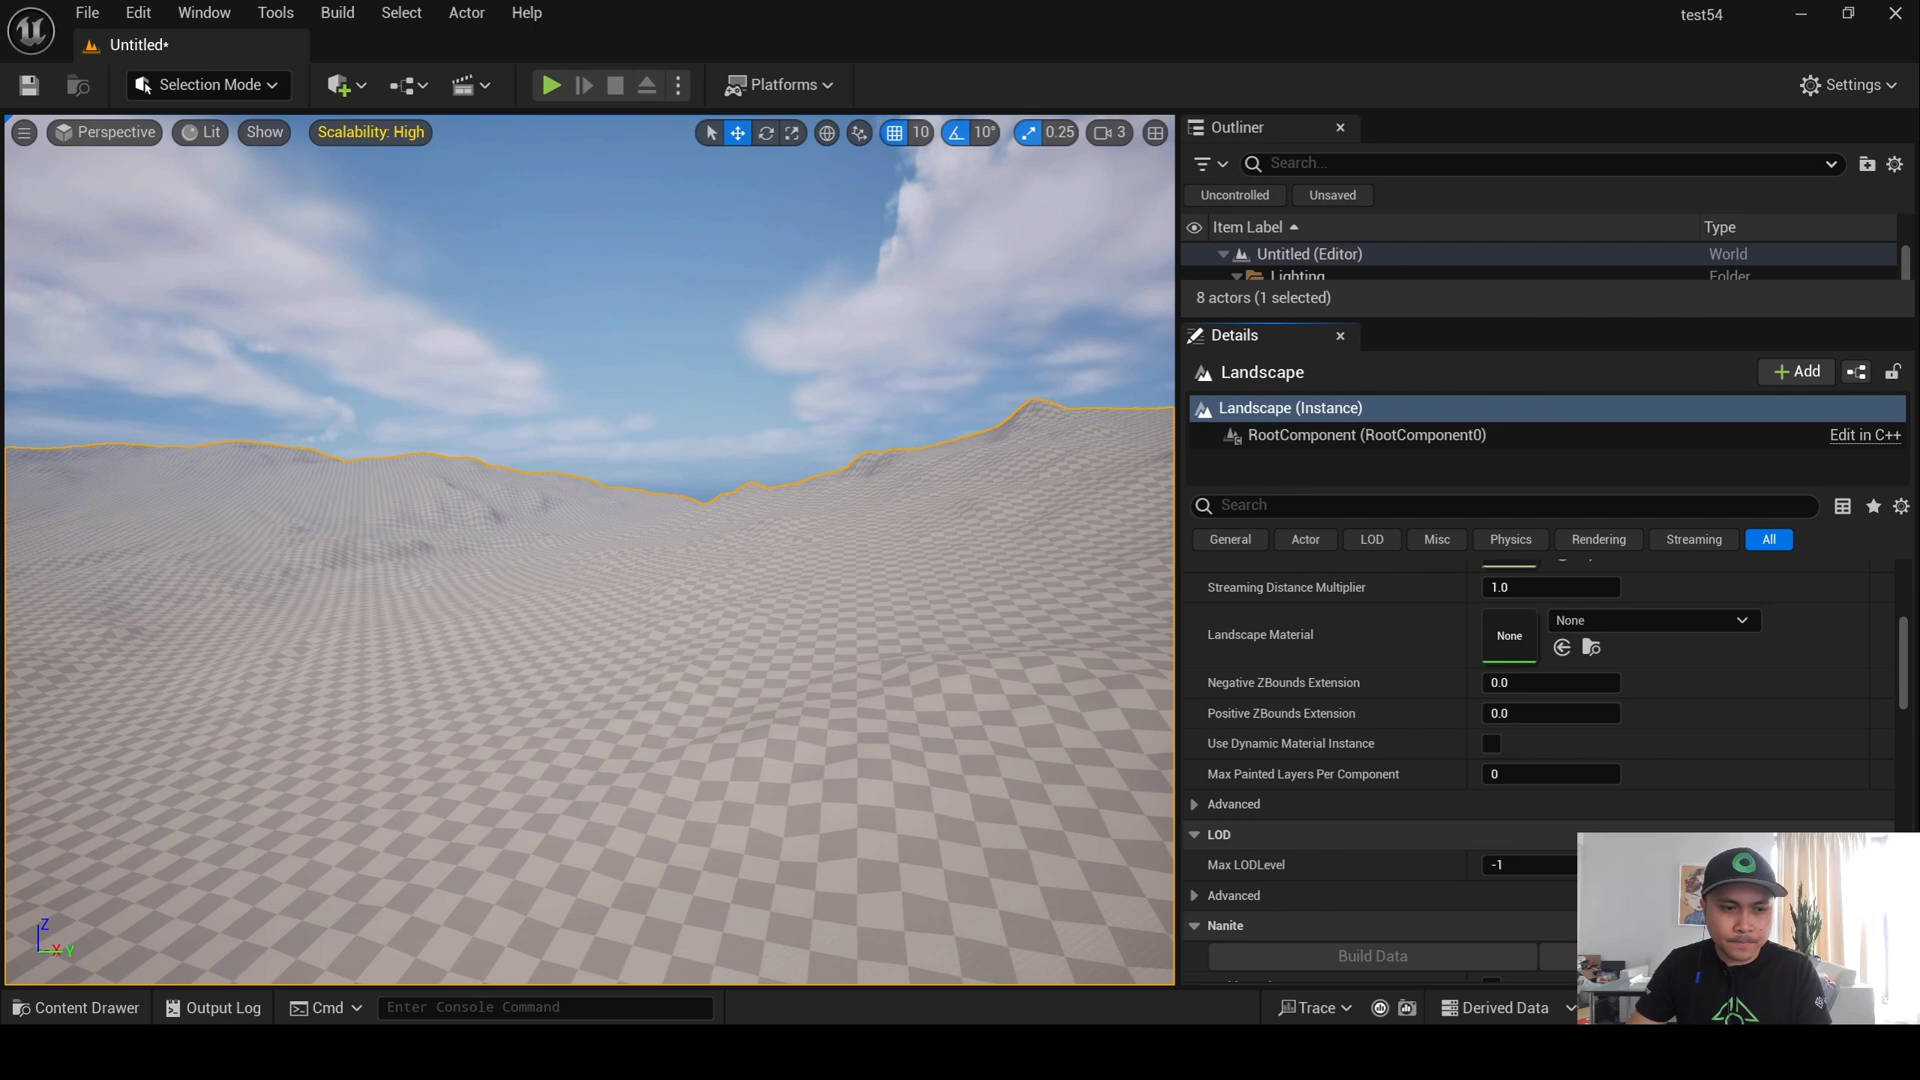 File Edit Window Tools Build Select Actor Help
test54
Untitled*
Selection Mode
Platforms
Settings
Perspective Lit Show Scalability: High
10 10° 0.25 3
Outliner
Search...
Uncontrolled Unsaved
Item Label Type
Untitled (Editor) World
Lighting Folder
8 actors (1 selected)
Details
Landscape
Add
Landscape (Instance)
RootComponent (RootComponent0) Edit in C++
Search
General Actor LOD Misc Physics Rendering Streaming All
Streaming Distance Multiplier 1.0
Landscape Material None None
Negative ZBounds Extension 0.0
Positive ZBounds Extension 0.0
Use Dynamic Material Instance
Max Painted Layers Per Component 0
Advanced
LOD
Max LODLevel -1
Advanced
Nanite
Build Data
Z
X Y
Content Drawer Output Log Cmd Enter Console Command
Trace Derived Data